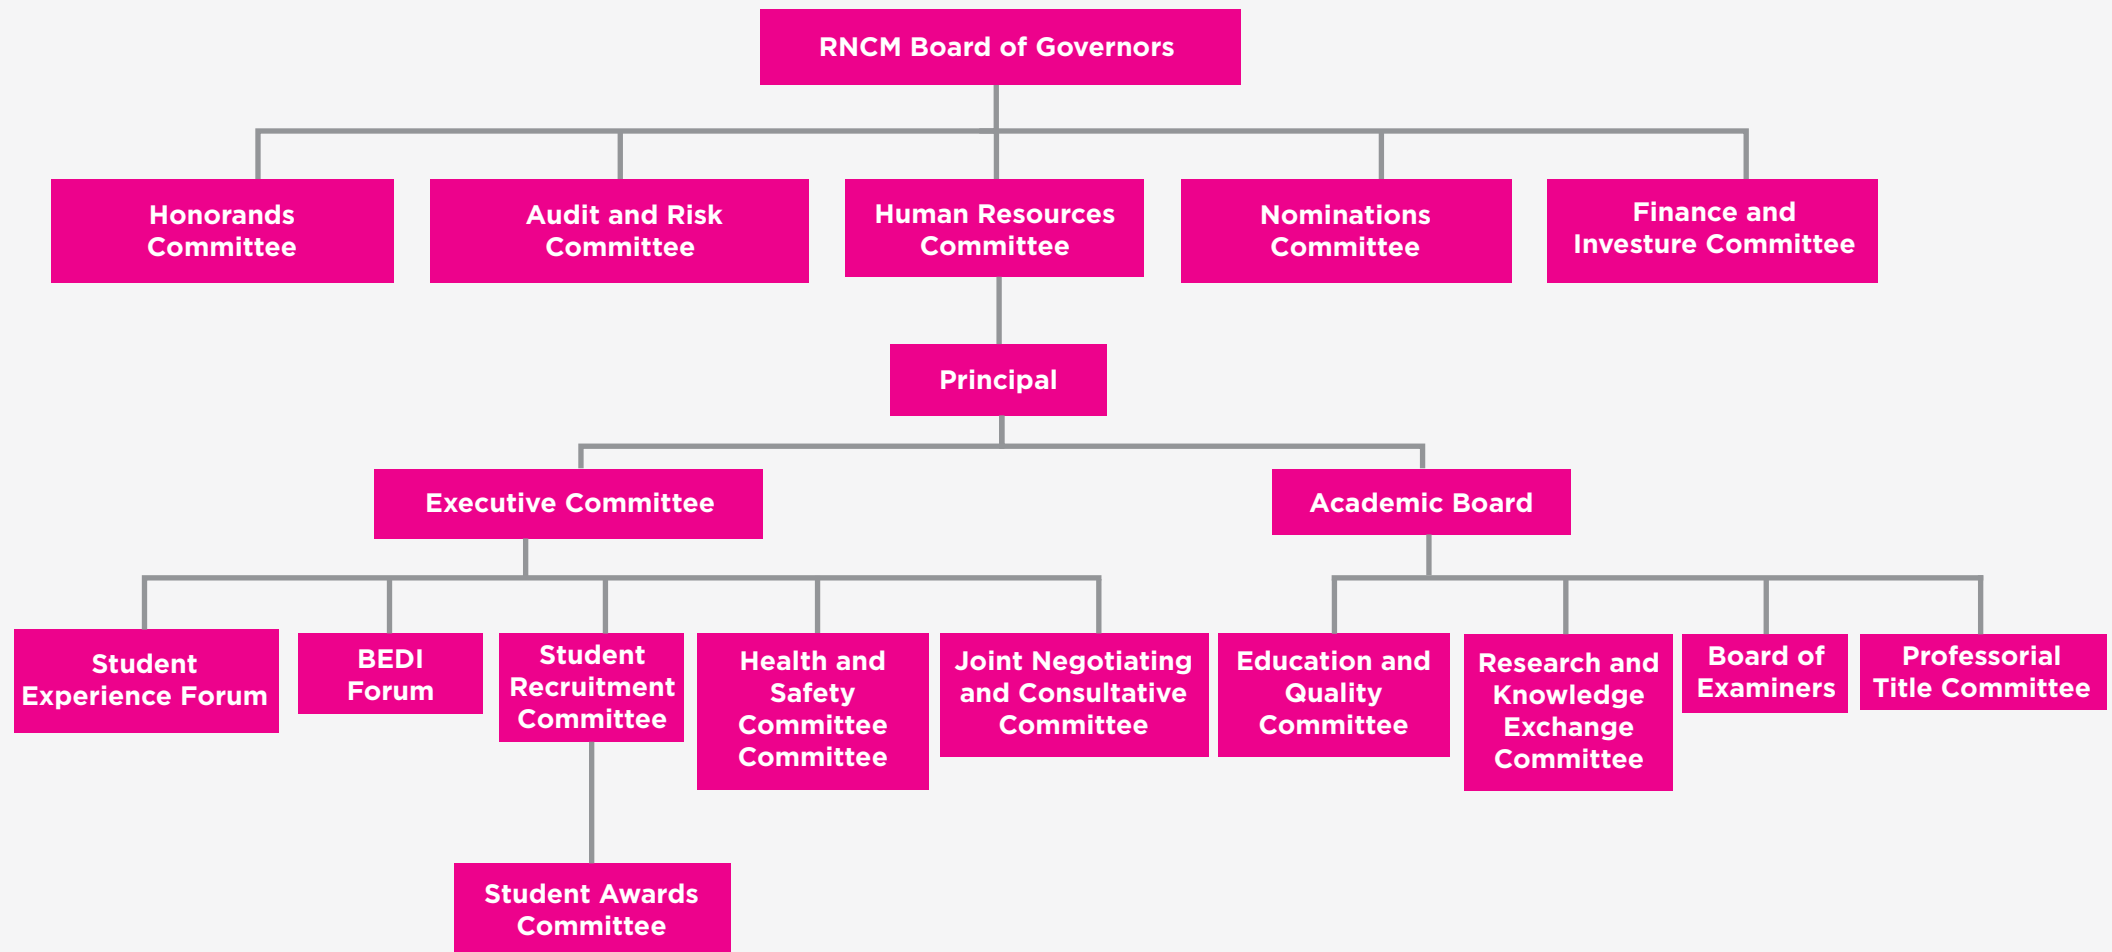 RNCM Board of Governors
Honorands
Committee
Audit and Risk
Committee
Human Resources
Committee
Nominations
Committee
Finance and
Investure Committee
Principal
Executive Committee
Academic Board
Student
Experience Forum
BEDI
Forum
Student
Recruitment
Committee
Health and
Safety
Committee
Committee
Joint Negotiating
and Consultative
Committee
Education and
Quality
Committee
Research and
Knowledge
Exchange
Committee
Board of
Examiners
Professorial
Title Committee
Student Awards
Committee